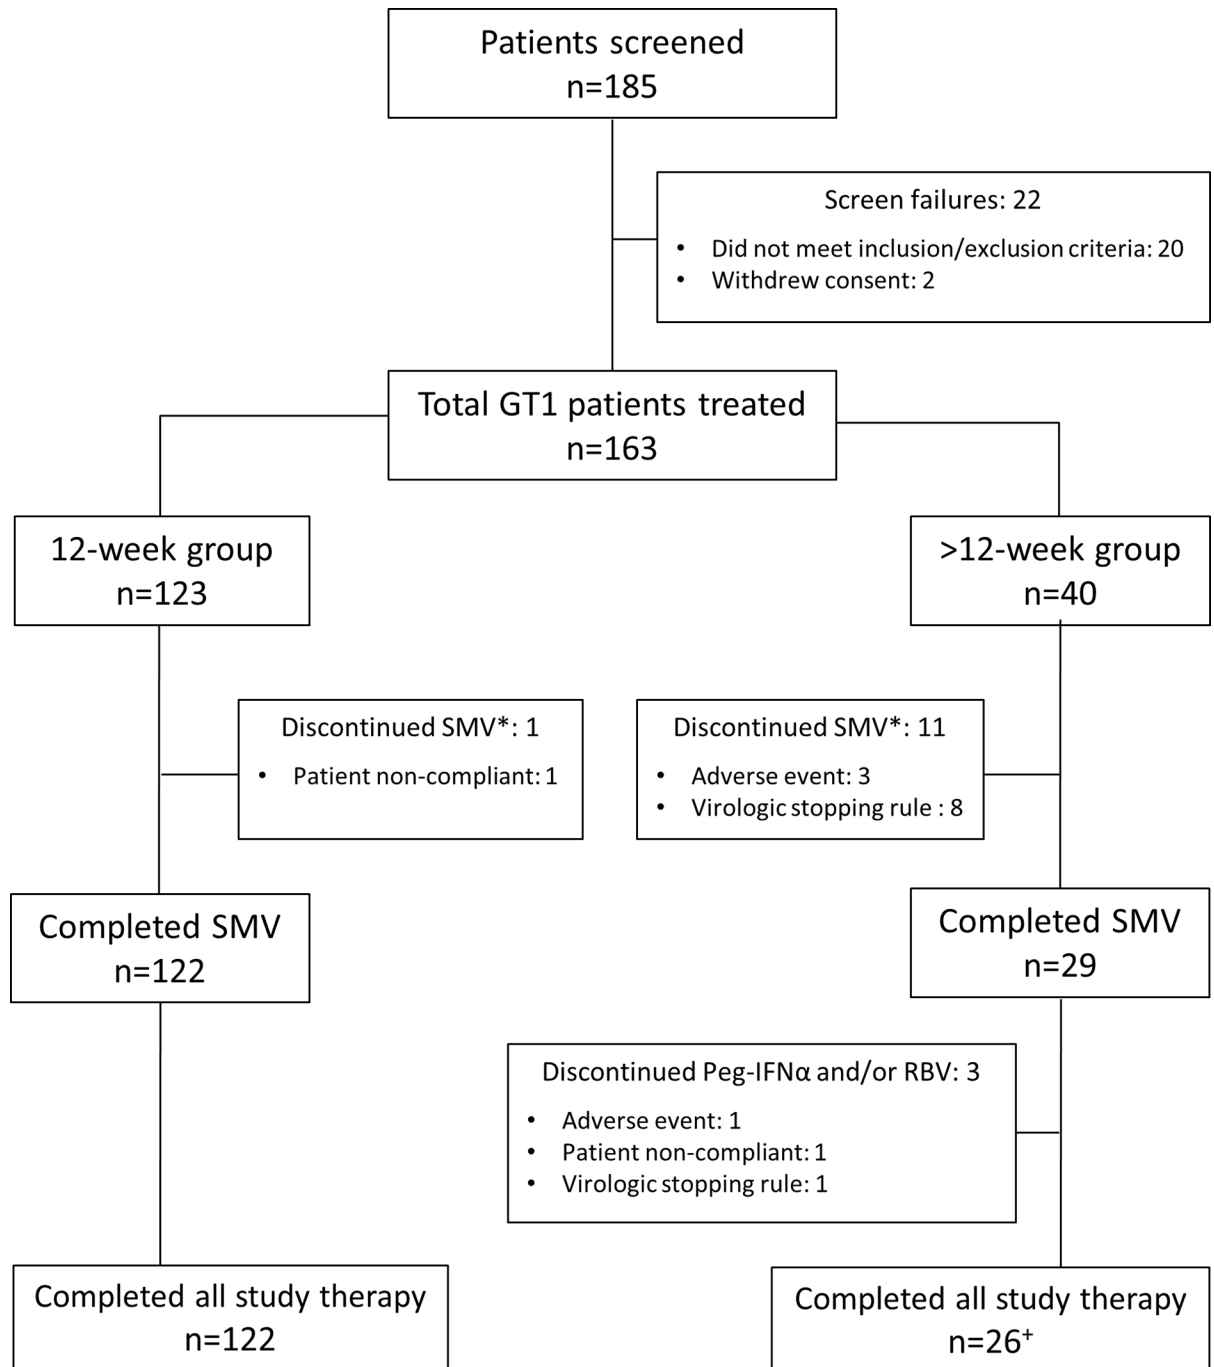 Patients screened
n=185
Screen failures: 22
• Did not meet inclusion/exclusion criteria: 20
• Withdrew consent: 2
Total GT1 patients treated
n=163
12-week group
n=123
>12-week group
n=40
Discontinued SMV*: 1
• Patient non-compliant: 1
Discontinued SMV*: 11
• Adverse event: 3
• Virologic stopping rule : 8
Completed SMV
n=122
Completed SMV
n=29
Discontinued Peg-IFNα and/or RBV: 3
• Adverse event: 1
• Patient non-compliant: 1
• Virologic stopping rule: 1
Completed all study therapy
n=122
Completed all study therapy
n=26⁺